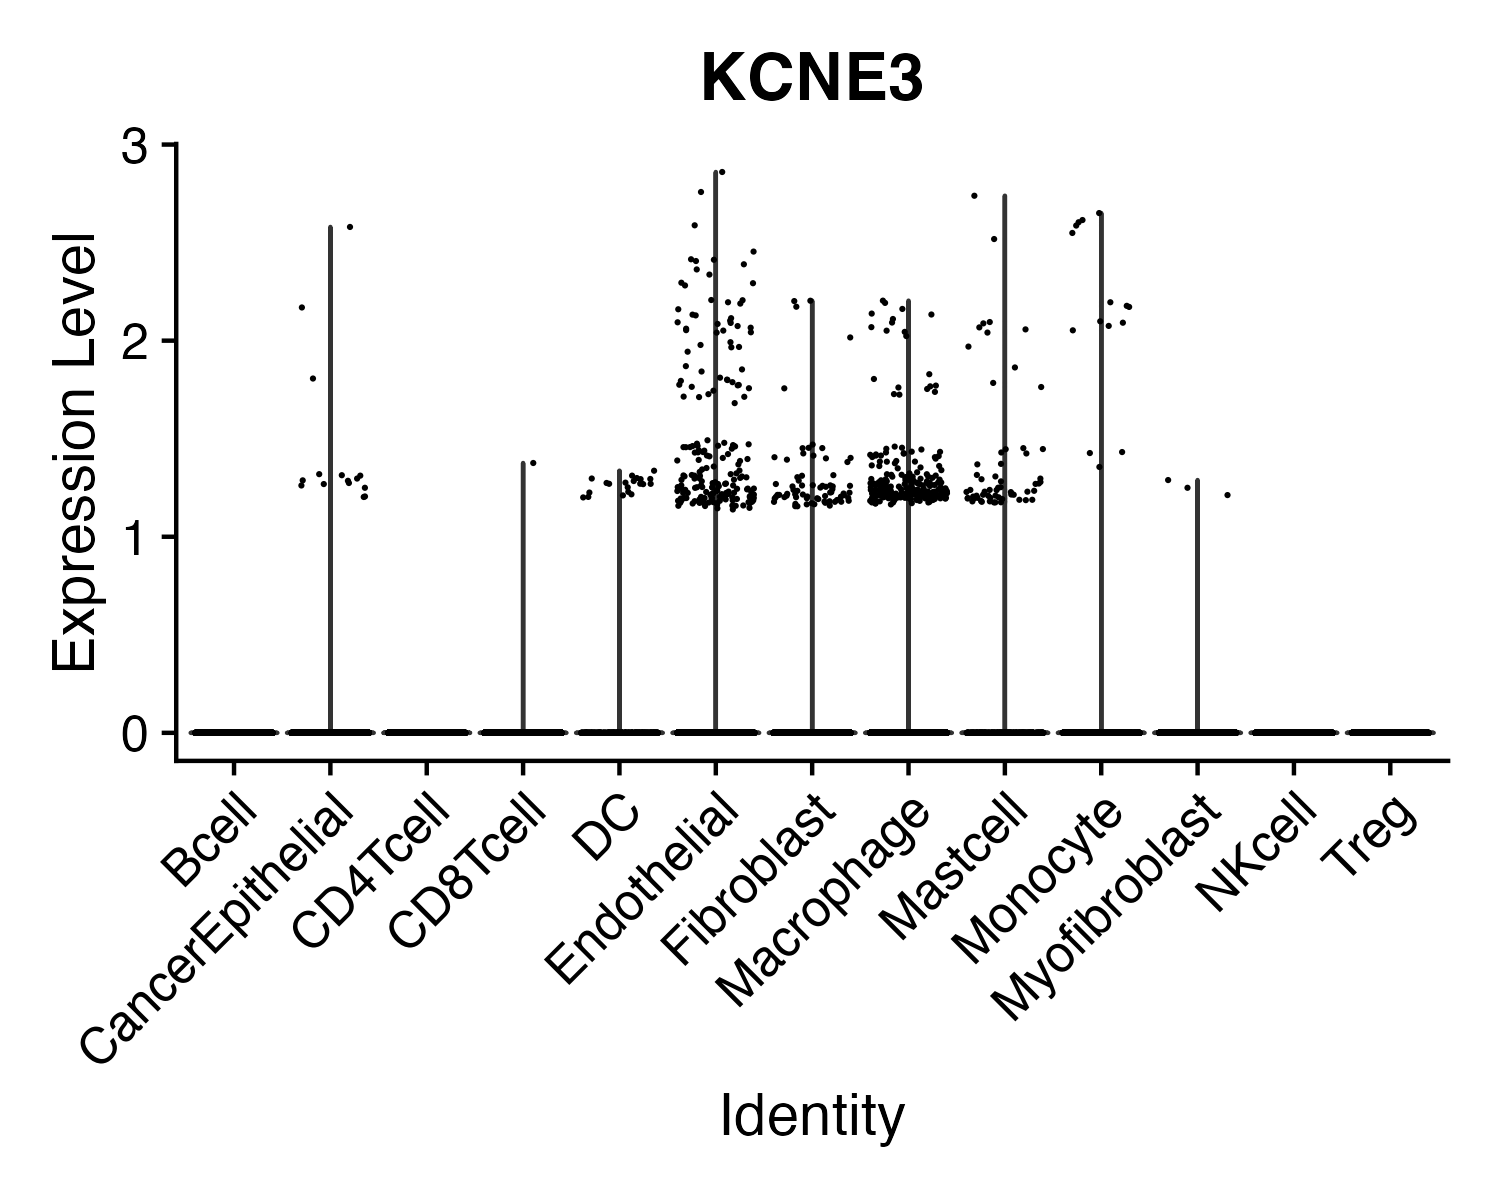 KCNE3
Expression Level
3
2
1
0
Bcell
CancerEpithelial
CD4Tcell
CD8Tcell
DC
Endothelial
Fibroblast
Macrophage
Mastcell
Monocyte
Myofibroblast
NKcell
Treg
Identity